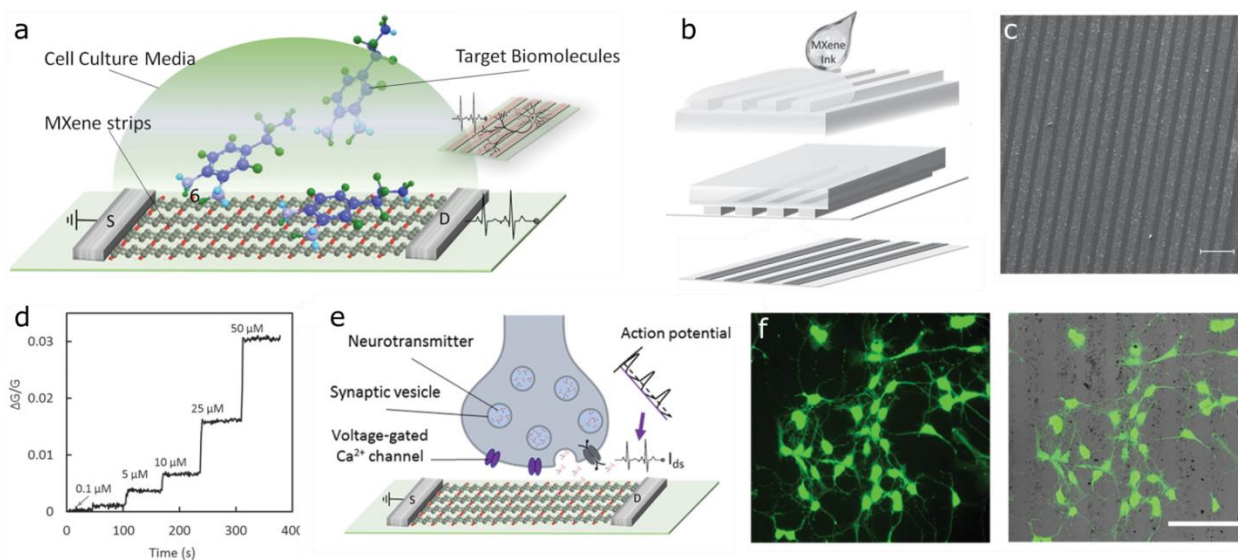 a
Cell Culture Media
Target Biomolecules
MXene strips
6
S
D
b
MXene
Ink
c
d
50 µM
25 µM
10 µM
5 µM
0.1 µM
0.03
0.02
0.01
0
ΔG/G
0 100 200 300 400
Time (s)
e
Neurotransmitter
Synaptic vesicle
Voltage-gated
Ca²⁺ channel
Action potential
I_ds
S
D
f